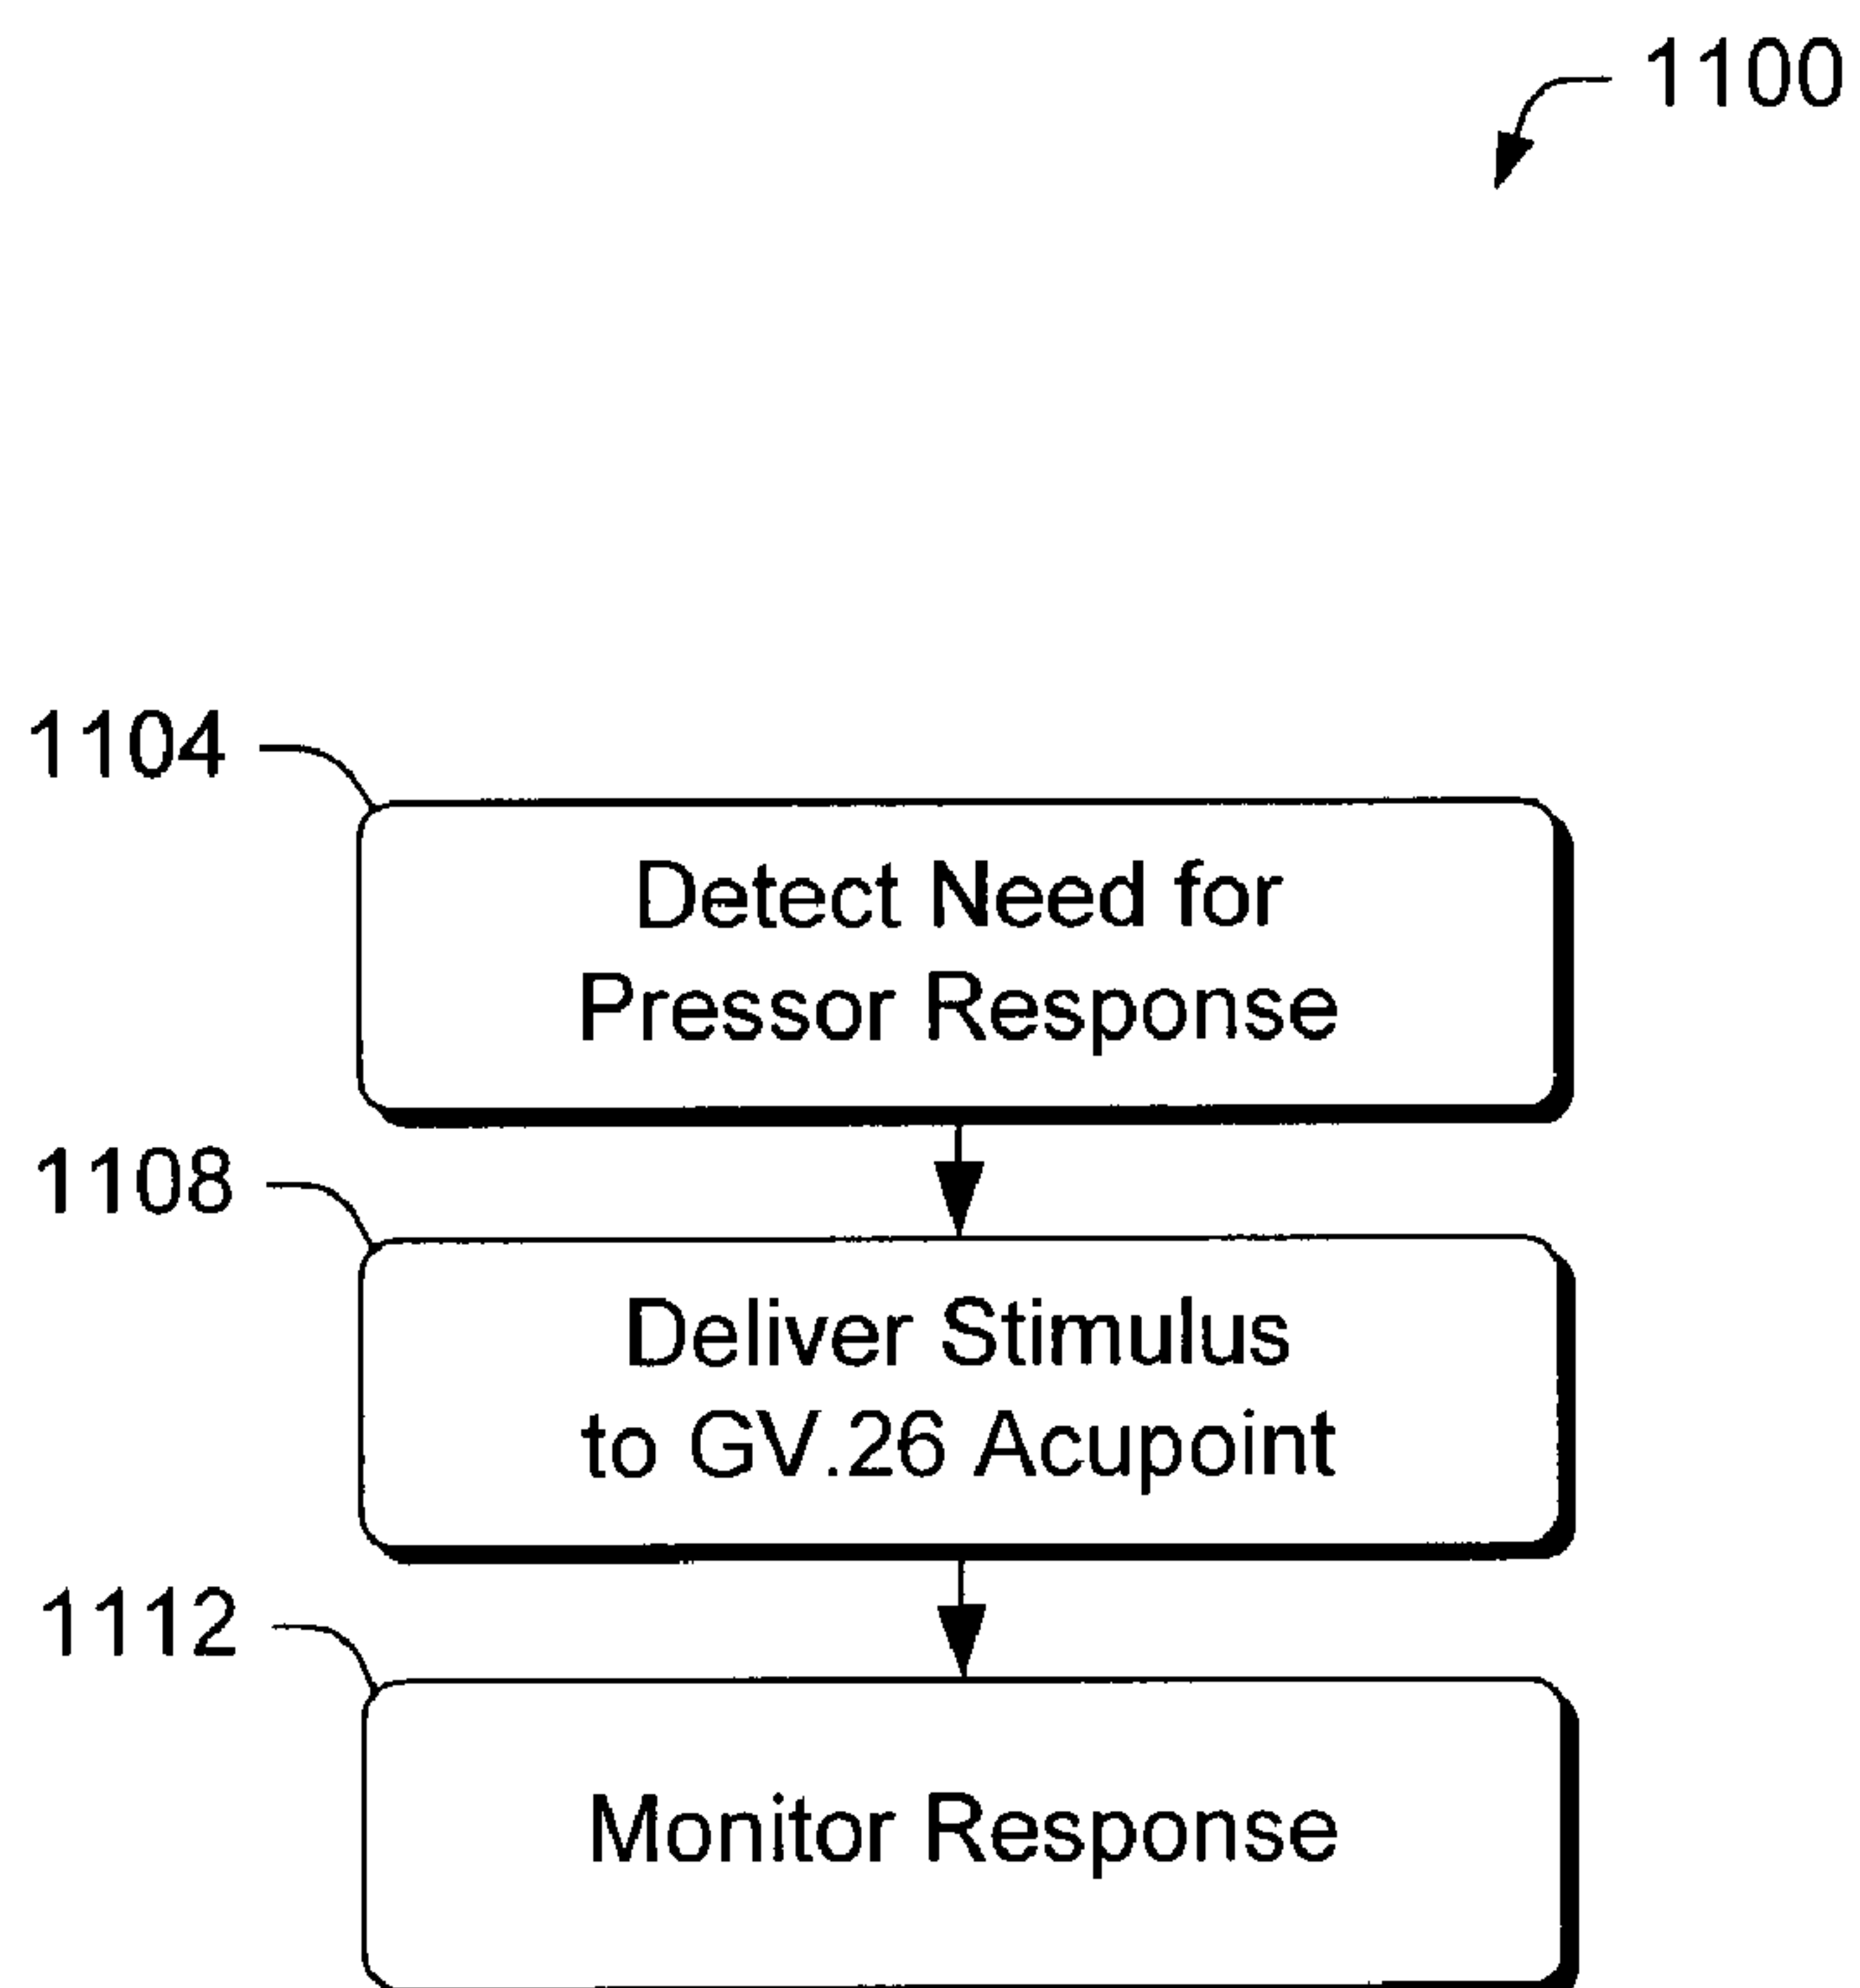 1100
1104
Detect Need for
Pressor Response
1108
Deliver Stimulus
to GV.26 Acupoint
1112
Monitor Response